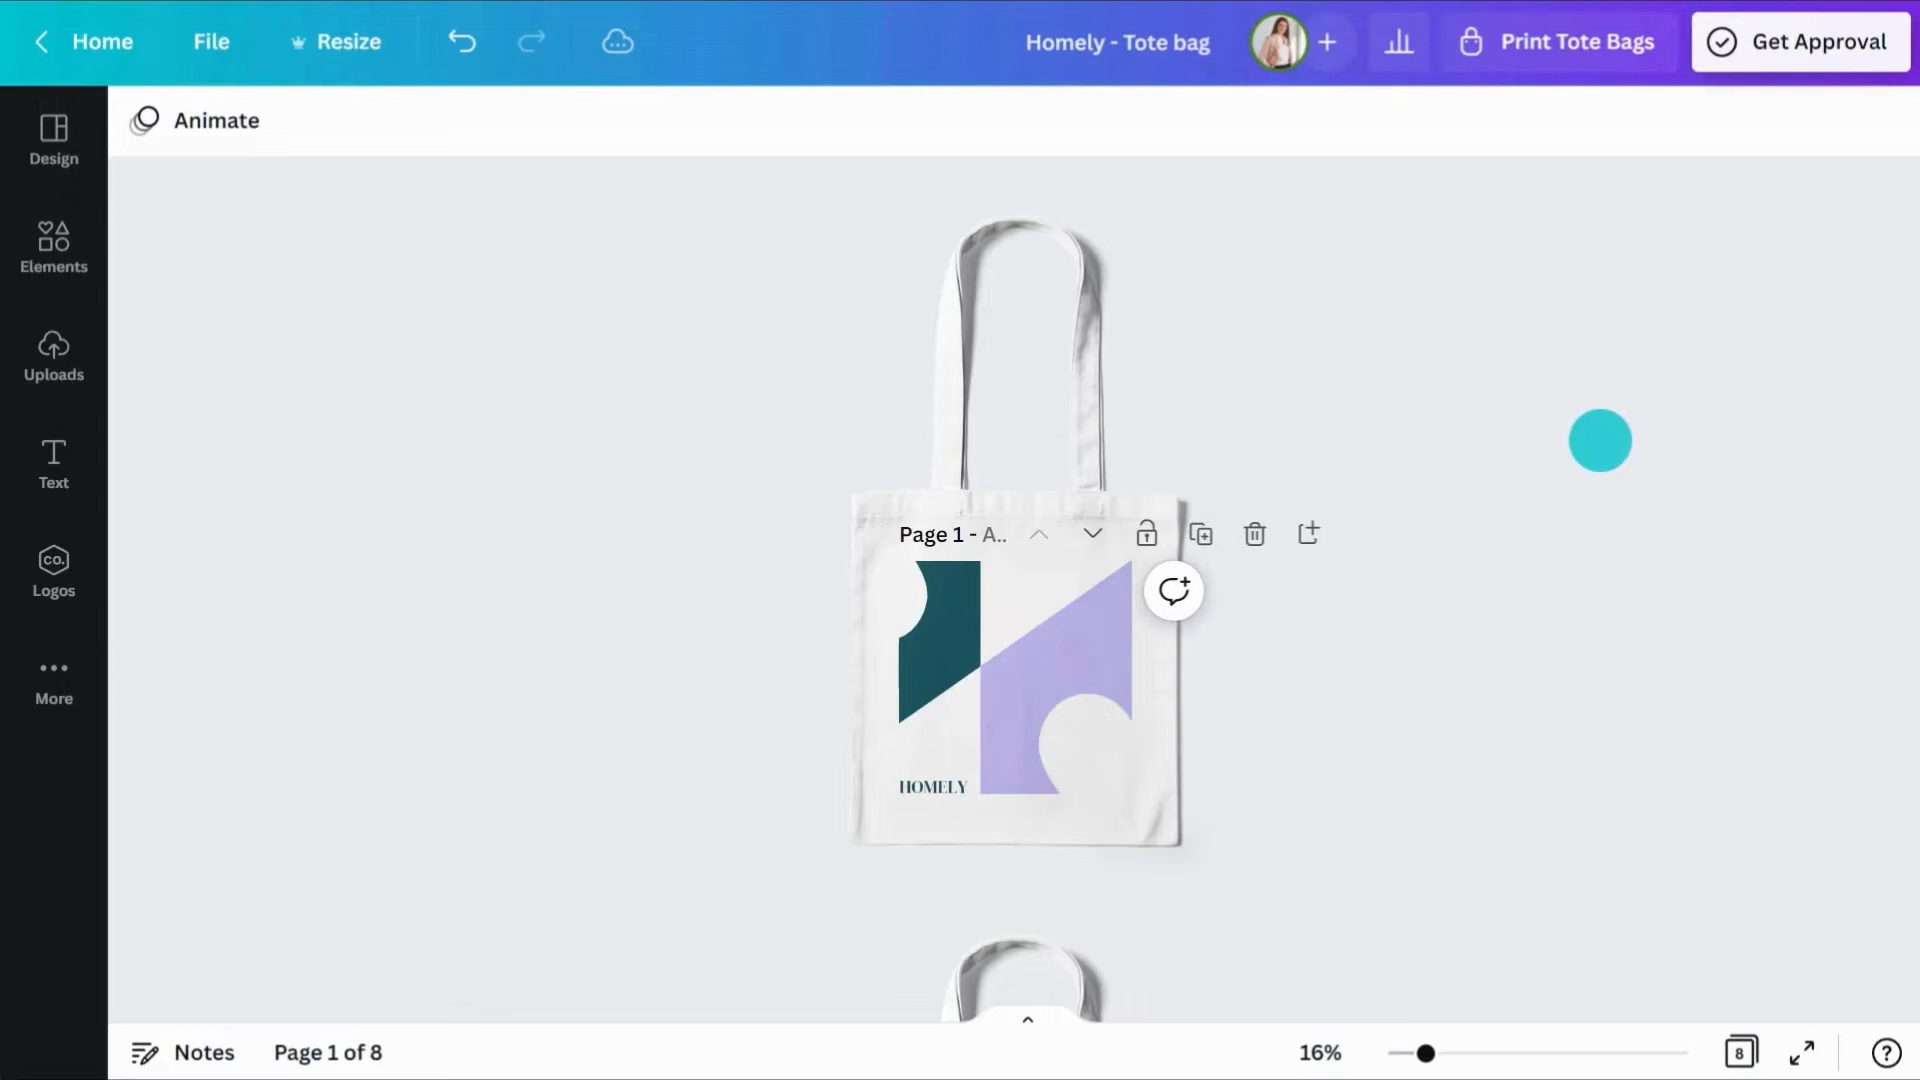 Home File Resize Homely - Tote bag + Print Tote Bags Get Approval
Animate
Design
Elements
Uploads
Text
CO.
Logos
More
Page 1 - A..
HOMELY
Notes Page 1 of 8 16% 8 ?